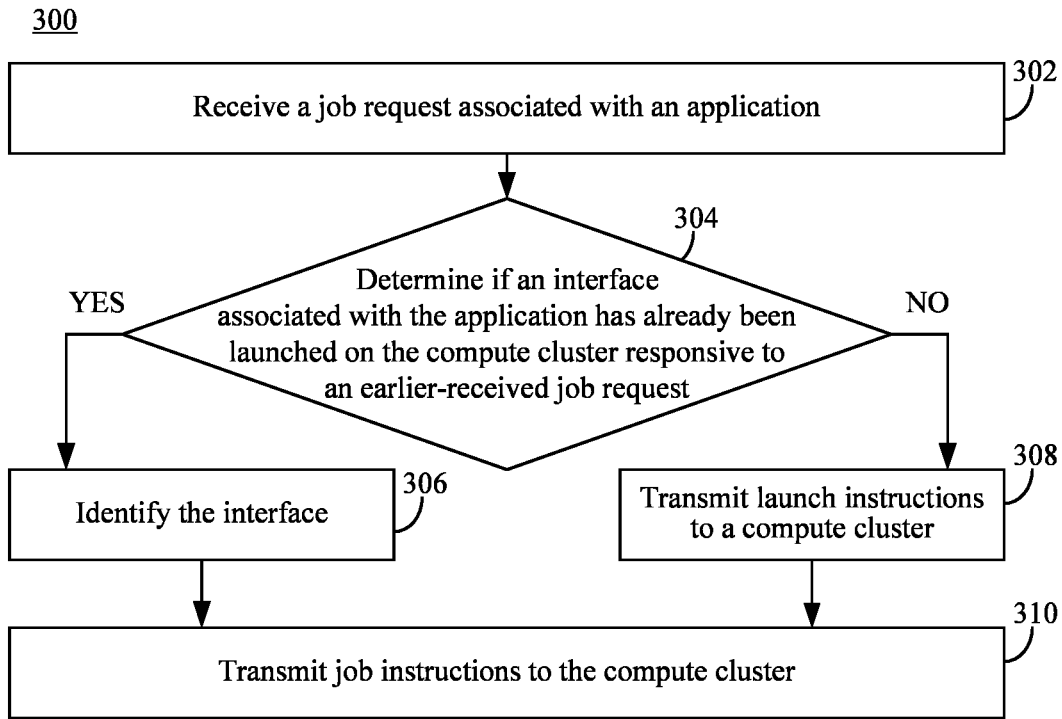 300
302
Receive a job request associated with an application
304
Determine if an interface
associated with the application has already been
launched on the compute cluster responsive to
an earlier-received job request
YES
NO
306
Identify the interface
308
Transmit launch instructions
to a compute cluster
310
Transmit job instructions to the compute cluster